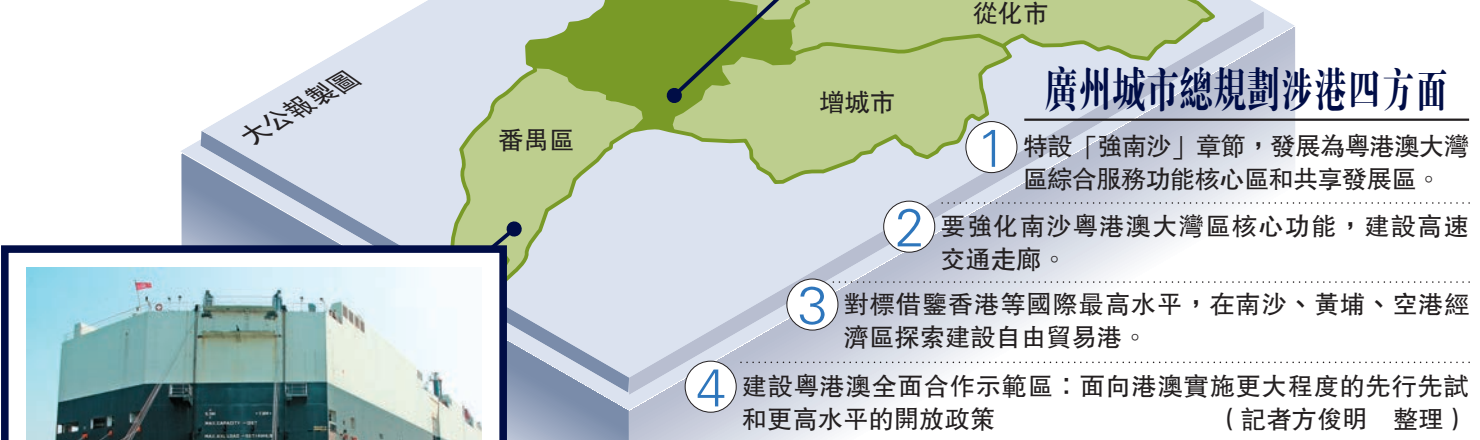 從化市
增城市
番禺區
大公報製圖
廣州城市總規劃涉港四方面
1 特設「強南沙」章節，發展為粵港澳大灣
區綜合服務功能核心區和共享發展區。
2 要強化南沙粵港澳大灣區核心功能，建設高速
交通走廊。
3 對標借鑒香港等國際最高水平，在南沙、黃埔、空港經
濟區探索建設自由貿易港。
4 建設粵港澳全面合作示範區：面向港澳實施更大程度的先行先試
和更高水平的開放政策 （記者方俊明　整理）